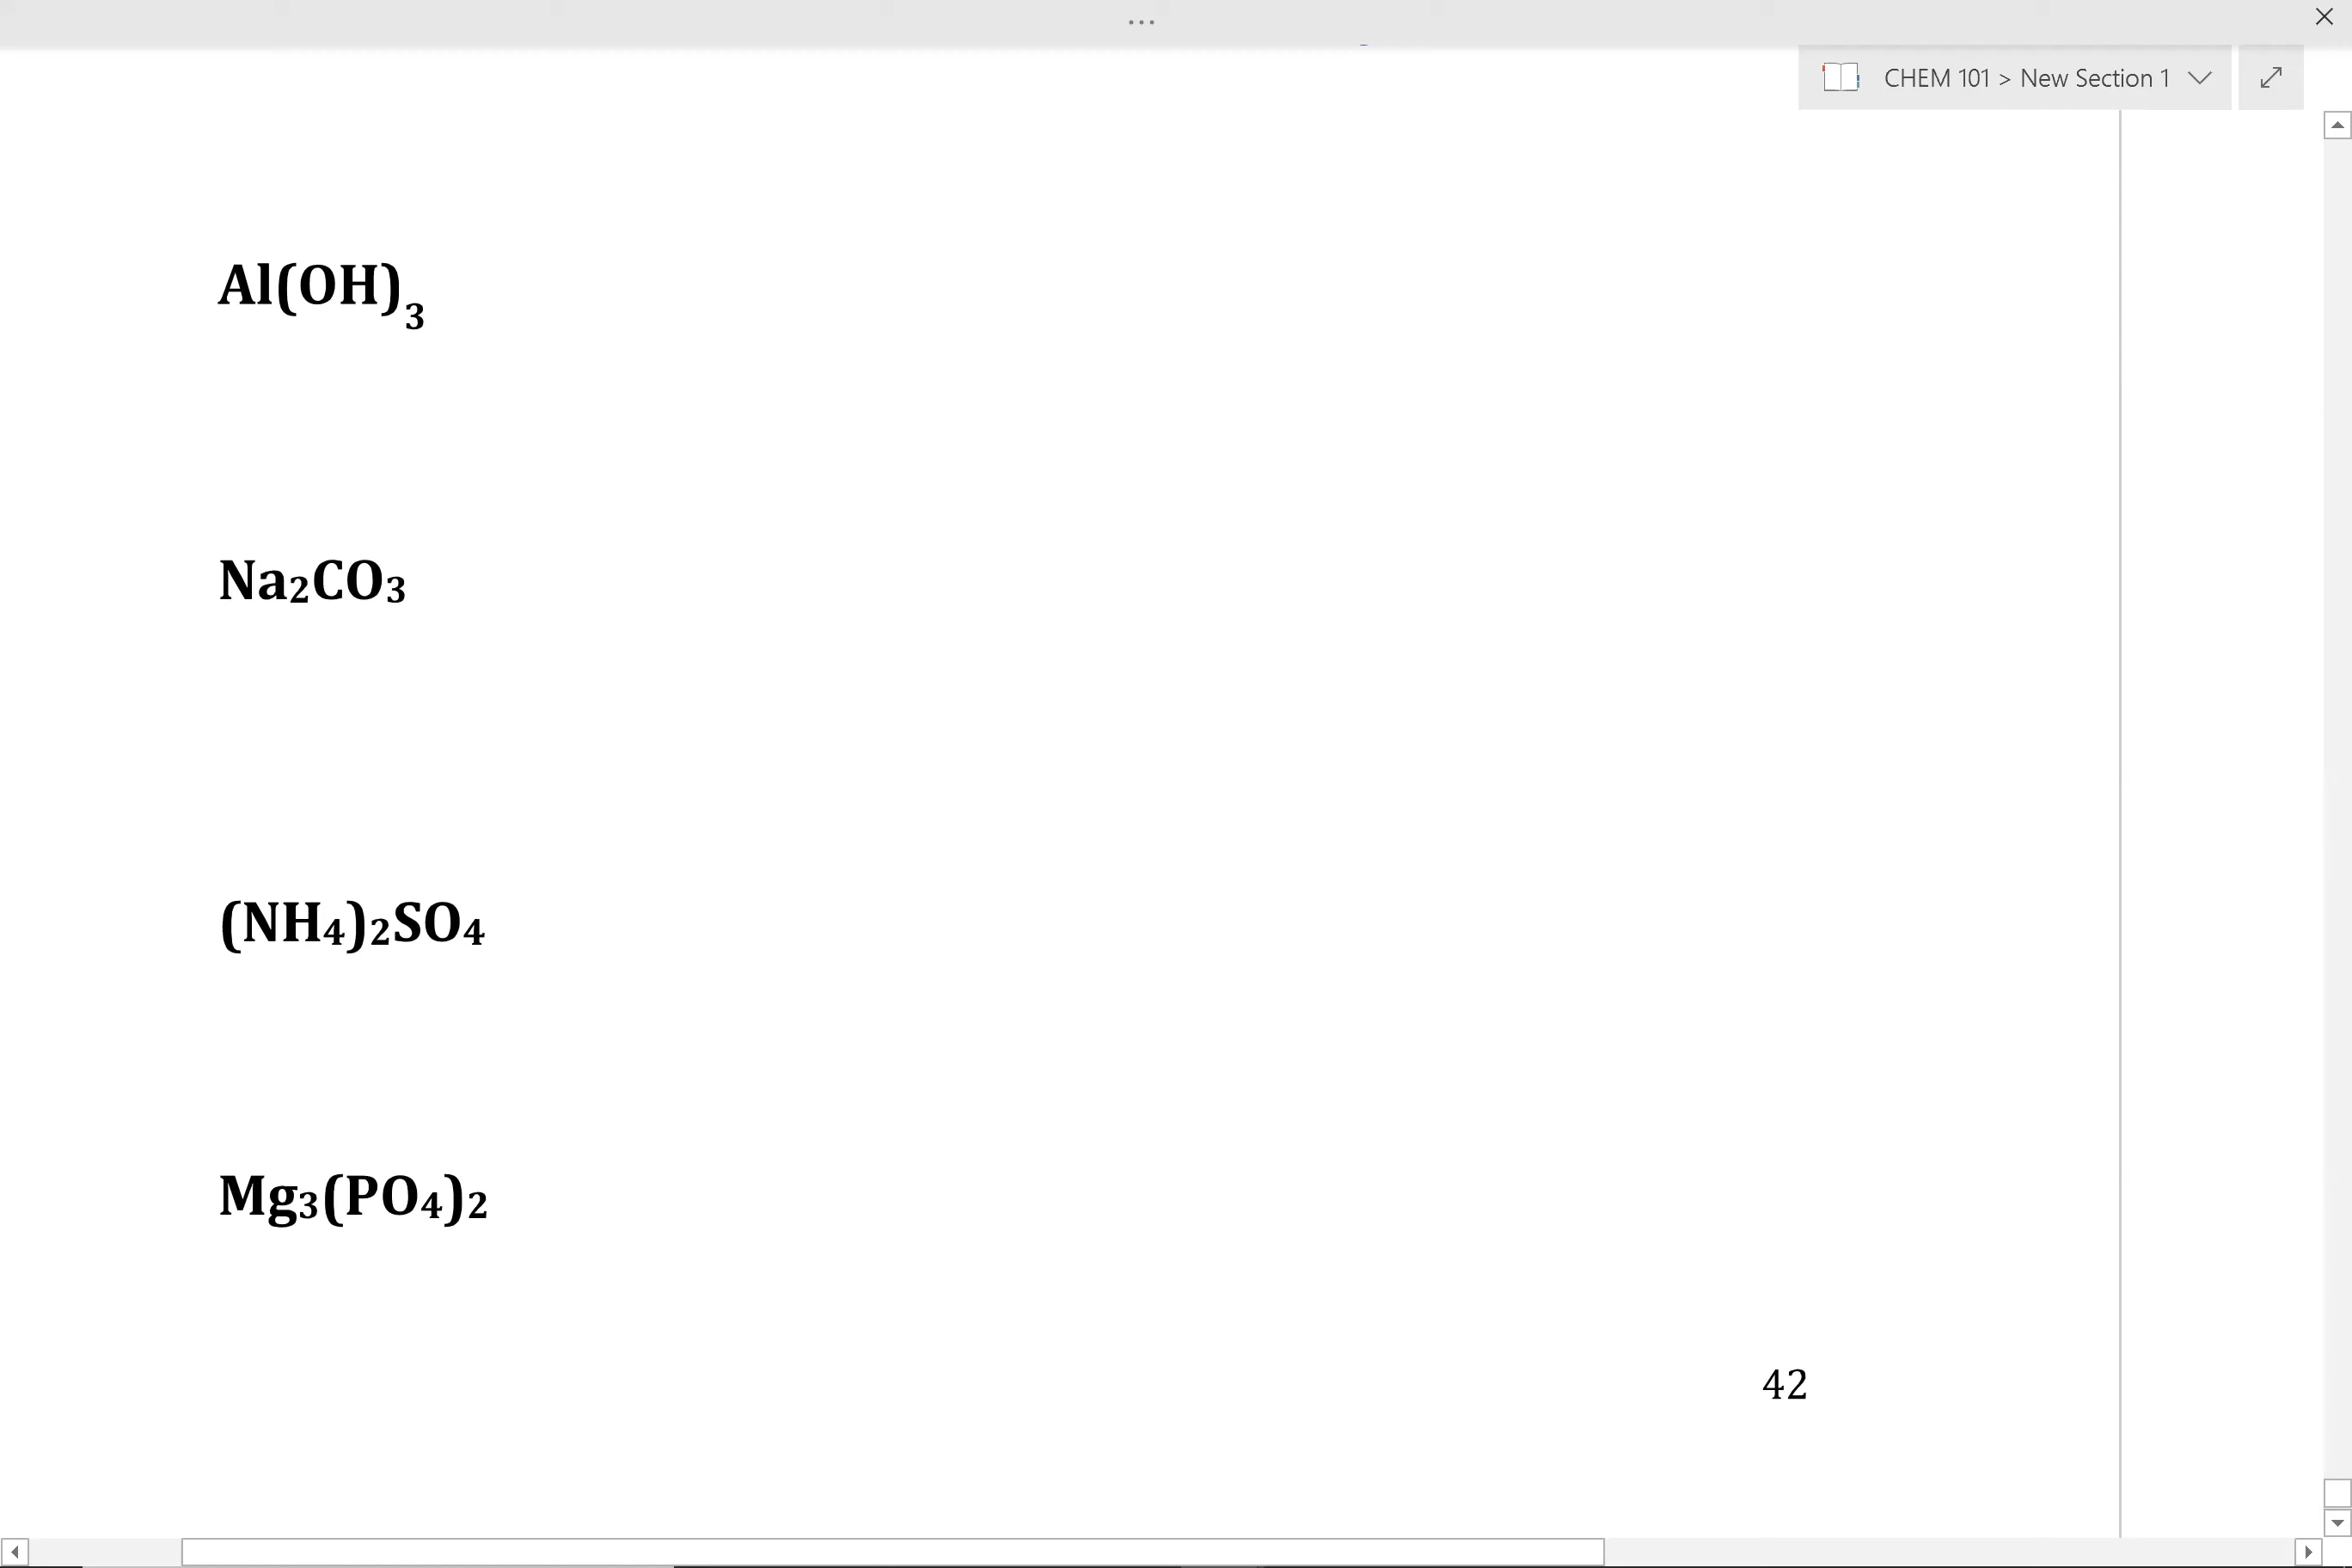 ...
CHEM 101 > New Section 1
Al(OH)₃
Na₂CO₃
(NH₄)₂SO₄
Mg₃(PO₄)₂
42